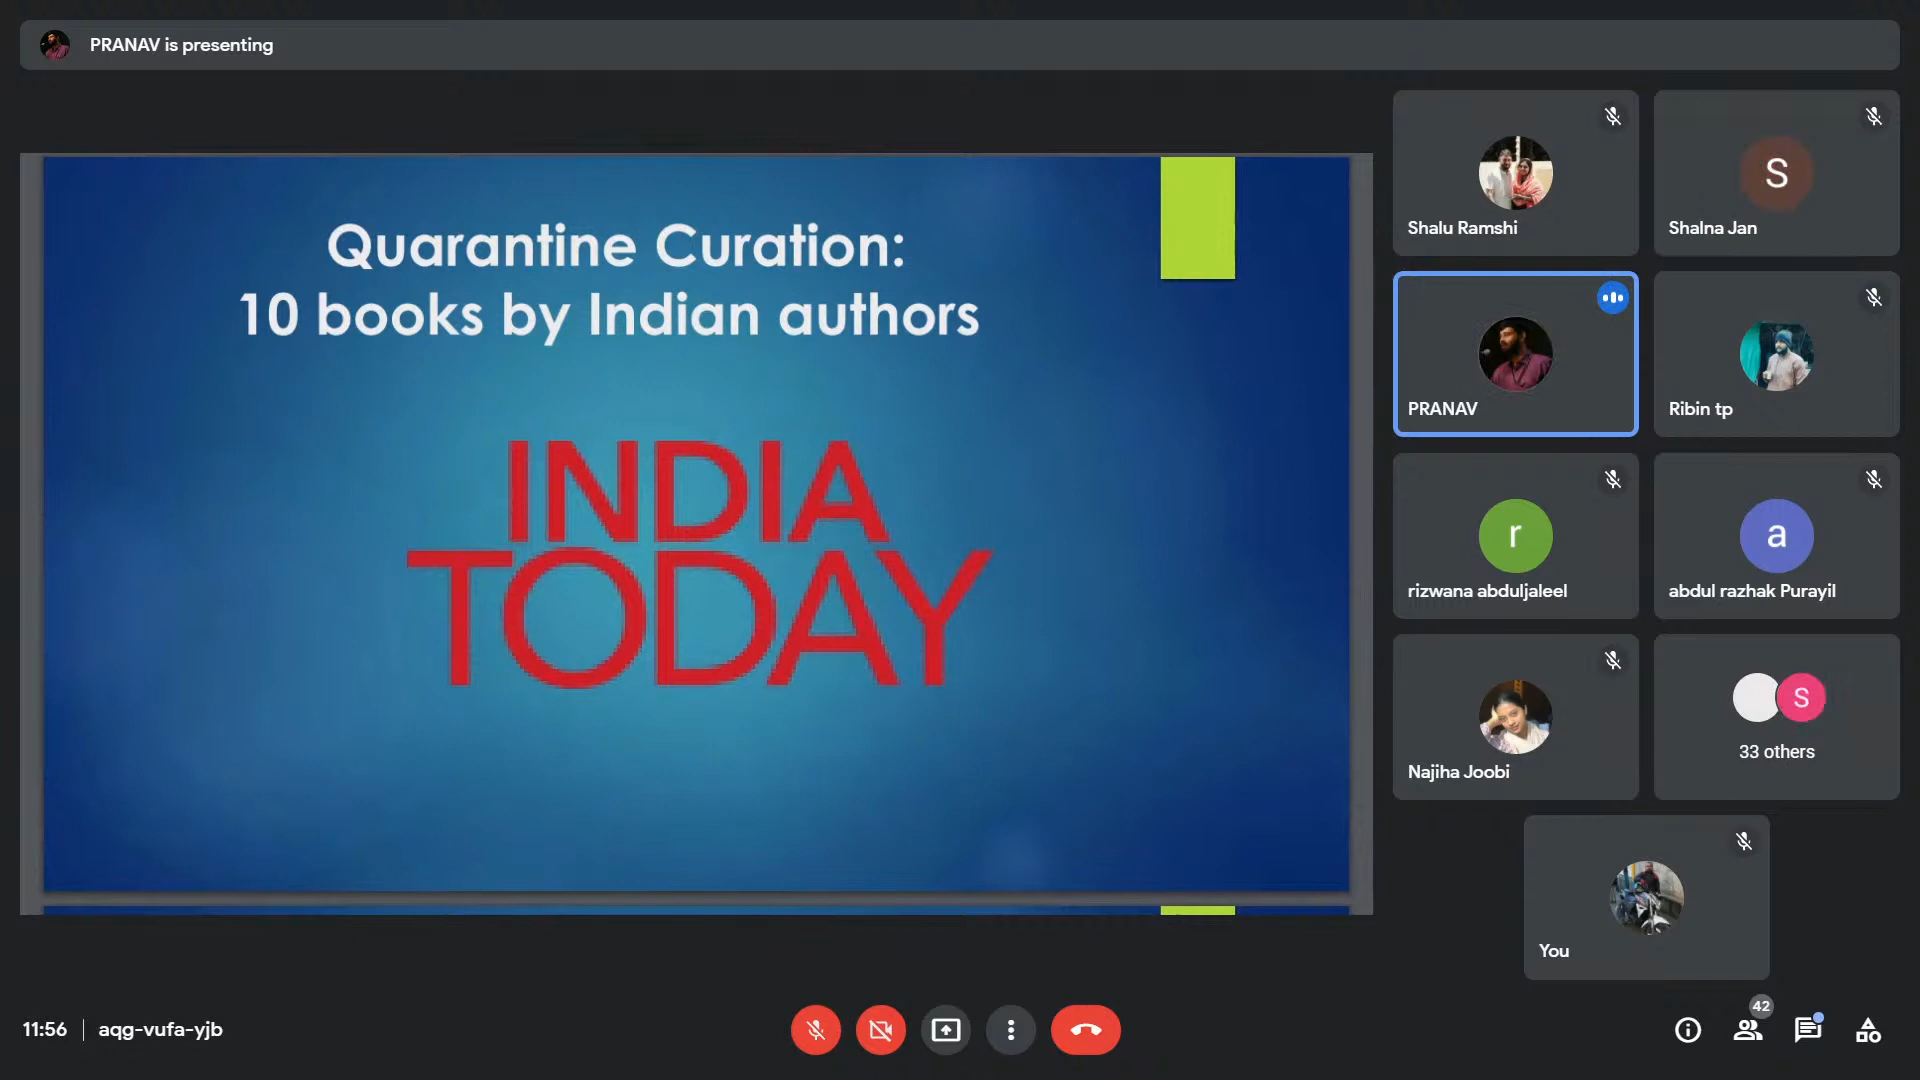 PRANAV is presenting
Quarantine Curation:
10 books by Indian authors
INDIA
TODAY
Shalu Ramshi
S
Shalna Jan
PRANAV
Ribin tp
r
rizwana abduljaleel
a
abdul razhak Purayil
Najiha Joobi
S
33 others
You
11:56 | aqg-vufa-yjb
42